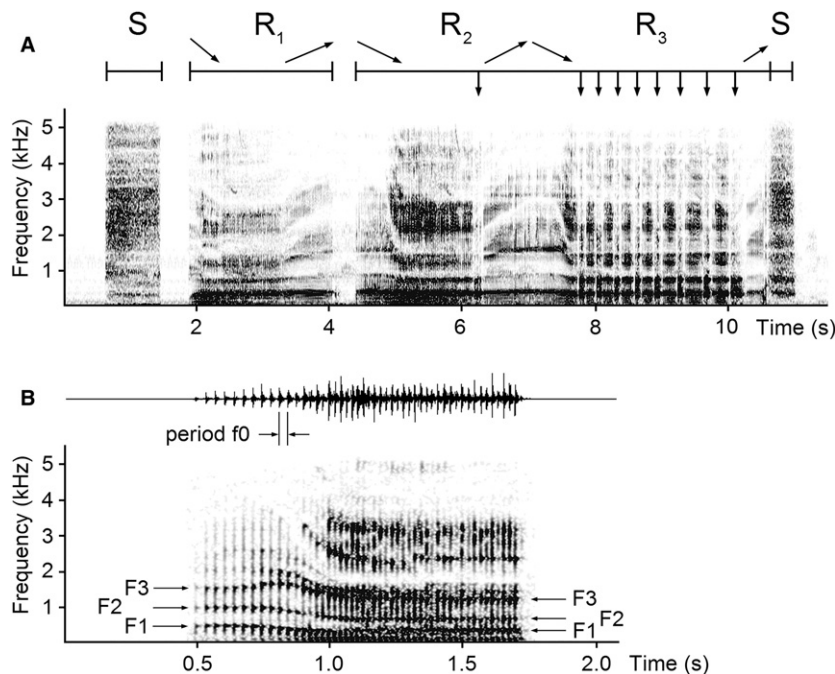 A
S R₁ R₂ R₃ S
Frequency (kHz)
5
4
3
2
1
2 4 6 8 10 Time (s)
B
period f0
Frequency (kHz)
5
4
3
2
1
F3
F2
F1
F3
F2
F1
0.5 1.0 1.5 2.0 Time (s)